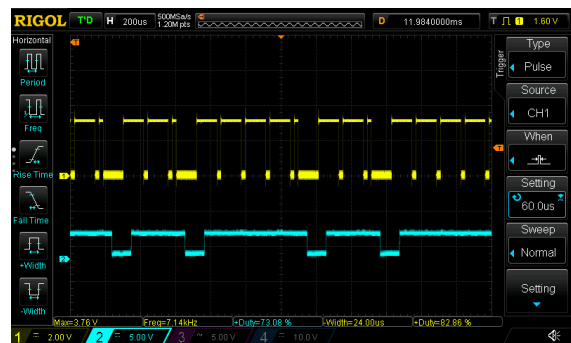 RIGOL T'D H 200us 500MSa/s 1.20M pts D 11.9840000ms T 1 1.60 V
Horizontal
Period
Freq
Rise Time
Fall Time
+Width
-Width
T
T
1
2
Trigger
Type
Pulse
Source
CH1
When
Setting
60.0us
Sweep
Normal
Setting
Max=3.76 V Freq=7.14kHz +Duty=73.08 % -Width=24.00us +Duty=82.86 %
1 = 2.00 V 2 = 5.00 V 3 ~ 5.00 V 4 = 10.0 V